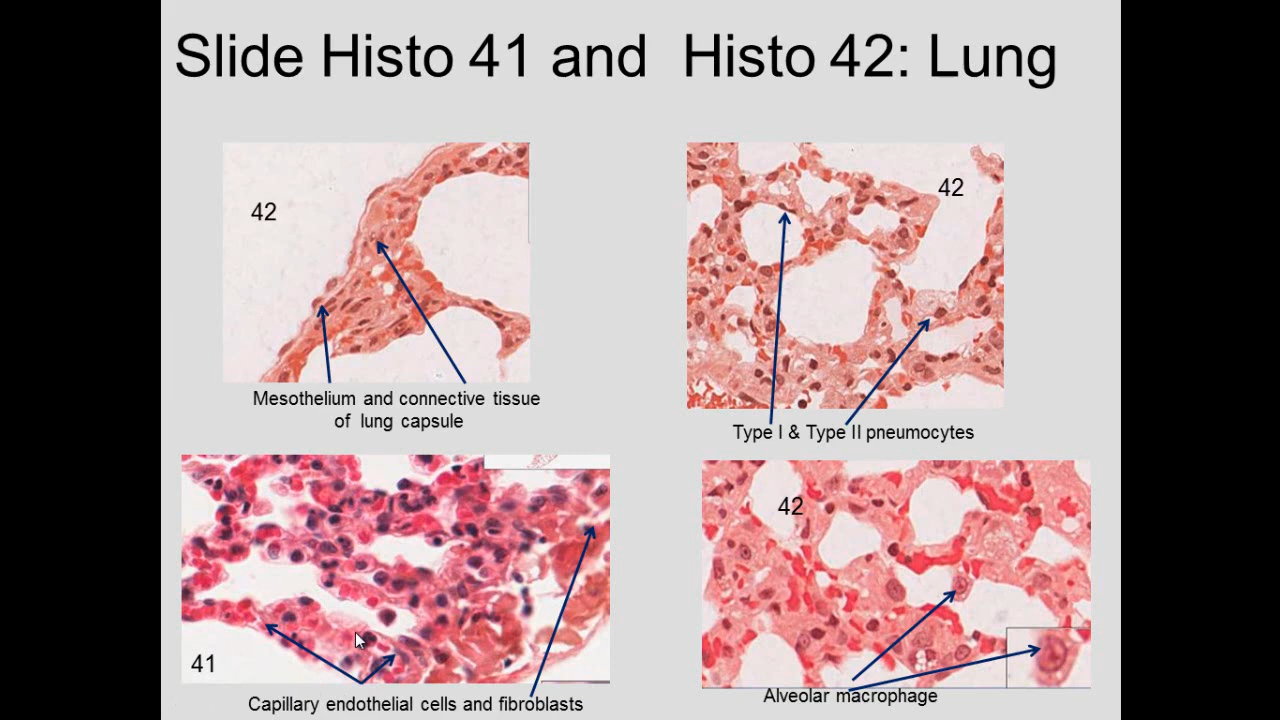 Slide Histo 41 and Histo 42: Lung
42
42
Mesothelium and connective tissue
of lung capsule
Type I & Type II pneumocytes
42
41
Capillary endothelial cells and fibroblasts
Alveolar macrophage